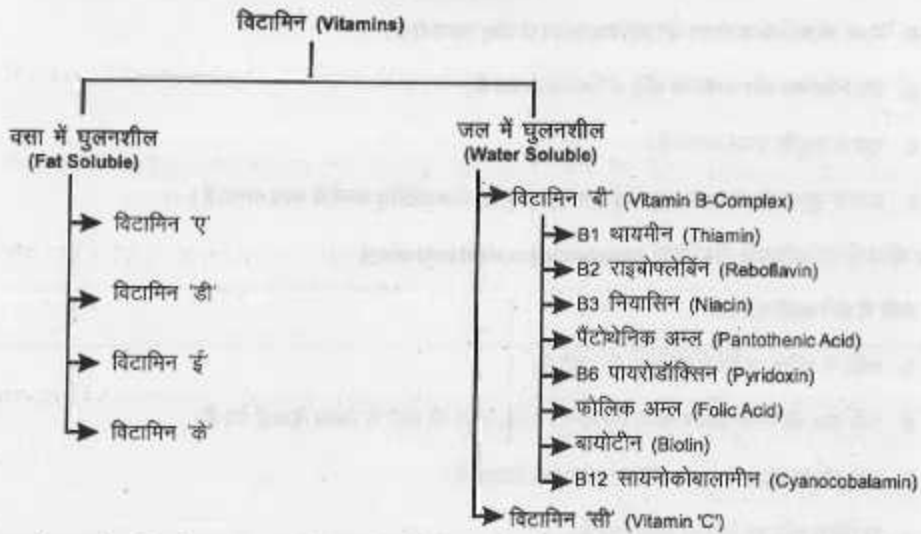 विटामिन (Vitamins)
वसा में घुलनशील
(Fat Soluble)
विटामिन 'ए'
विटामिन 'डी'
विटामिन 'ई'
विटामिन 'के'
जल में घुलनशील
(Water Soluble)
विटामिन 'बी' (Vitamin B-Complex)
B1 थायमीन (Thiamin)
B2 राइबोफ्लेबिन (Reboflavin)
B3 नियासिन (Niacin)
पैंटोथेनिक अम्ल (Pantothenic Acid)
B6 पायरोडॉक्सिन (Pyridoxin)
फोलिक अम्ल (Folic Acid)
बायोटीन (Biotin)
B12 सायनोकोबालामीन (Cyanocobalamin)
विटामिन 'सी' (Vitamin 'C')